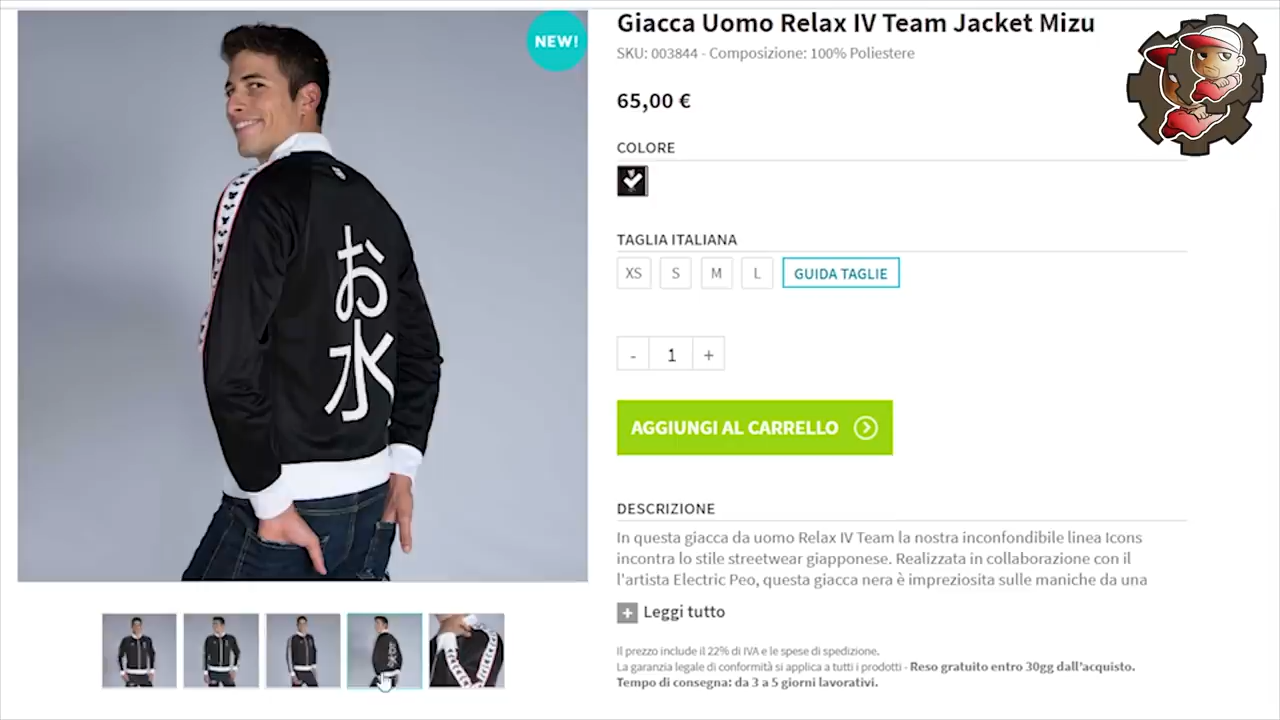 NEW!
お
水
Giacca Uomo Relax IV Team Jacket Mizu
SKU: 003844 - Composizione: 100% Poliestere
65,00 €
COLORE
TAGLIA ITALIANA
XS S M L GUIDA TAGLIE
- 1 +
AGGIUNGI AL CARRELLO
DESCRIZIONE
In questa giacca da uomo Relax IV Team la nostra inconfondibile linea Icons
incontra lo stile streetwear giapponese. Realizzata in collaborazione con il
l'artista Electric Peo, questa giacca nera è impreziosita sulle maniche da una
+ Leggi tutto
Il prezzo include il 22% di IVA e le spese di spedizione.
La garanzia legale di conformità si applica a tutti i prodotti - Reso gratuito entro 30gg dall'acquisto.
Tempo di consegna: da 3 a 5 giorni lavorativi.